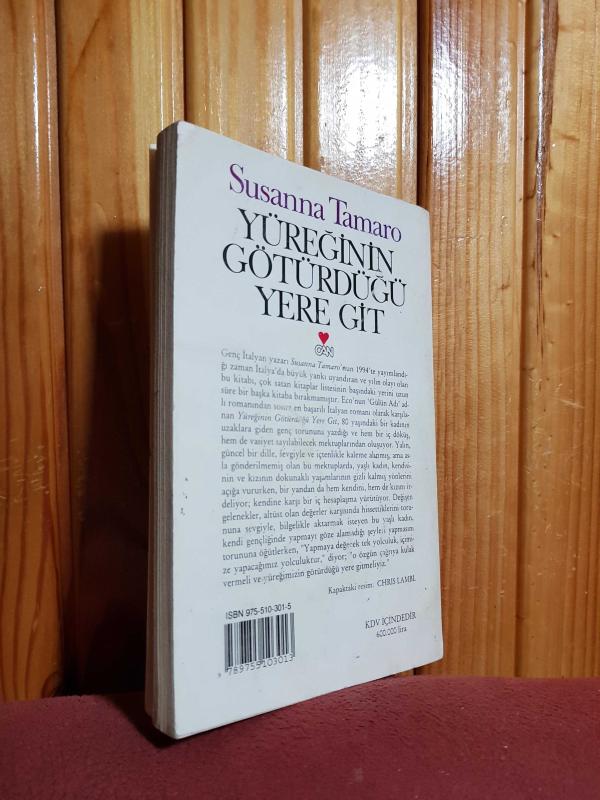 Susanna Tamaro
YÜREĞİNİN
GÖTÜRDÜĞÜ
YERE GİT
CAN
Genç İtalyan yazarı Susanna Tamaro'nun 1994'te yayımlandı-
ğı zaman İtalya'da büyük yankı uyandıran ve yılın olayı olan
bu kitabı, çok satan kitaplar listesinin başındaki yerini uzun
süre bir başka kitaba bırakmamıştır. Eco'nun 'Gülün Adı' ad-
lı romanından sonra en başarılı İtalyan romanı olarak karşıla-
nan Yüreğinin Götürdüğü Yere Git, 80 yaşındaki bir kadının
uzaklara giden genç torununa yazdığı ve hem bir iç döküş,
hem de vasiyet sayılabilecek mektuplarından oluşuyor. Yalın,
güncel bir dille, sevgiyle ve içtenlikle kaleme alınmış, ama as-
la gönderilmemiş olan bu mektuplarda, yaşlı kadın, kendisi-
nin ve kızının dokunaklı yaşamlarının gizli kalmış yönlerini
açığa vururken, bir yandan da hem kendini, hem de kızını ir-
deliyor; kendine karşı bir iç hesaplaşma yürütüyor. Değişen
gelenekler, altüst olan değerler karşısında hissettiklerini toru-
nuna sevgiyle, bilgelikle aktarmak isteyen bu yaşlı kadın,
kendi gençliğinde yapmayı göze alamadığı şeyleri yapmasını
torununa öğütlerken, "Yapmaya değecek tek yolculuk, içimi-
ze yapacağımız yolculuktur," diyor; "o özgün çağrıya kulak
vermeli ve yüreğimizin götürdüğü yere gitmeliyiz."
Kapaktaki resim: CHRIS LAMBL
ISBN 975-510-301-5
9 789755 103013
KDV İÇİNDEDİR
600.000 lira